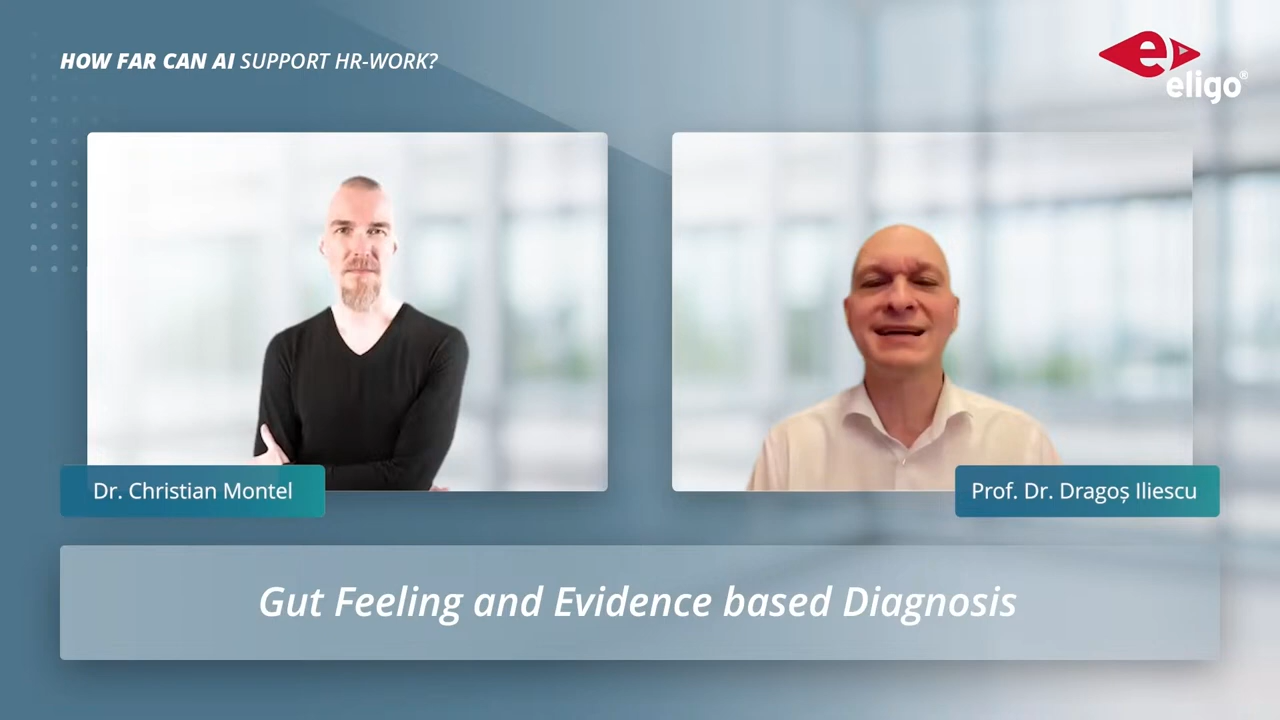 HOW FAR CAN AI SUPPORT HR-WORK?
e
eligo®
Dr. Christian Montel
Prof. Dr. Dragoș Iliescu
Gut Feeling and Evidence based Diagnosis